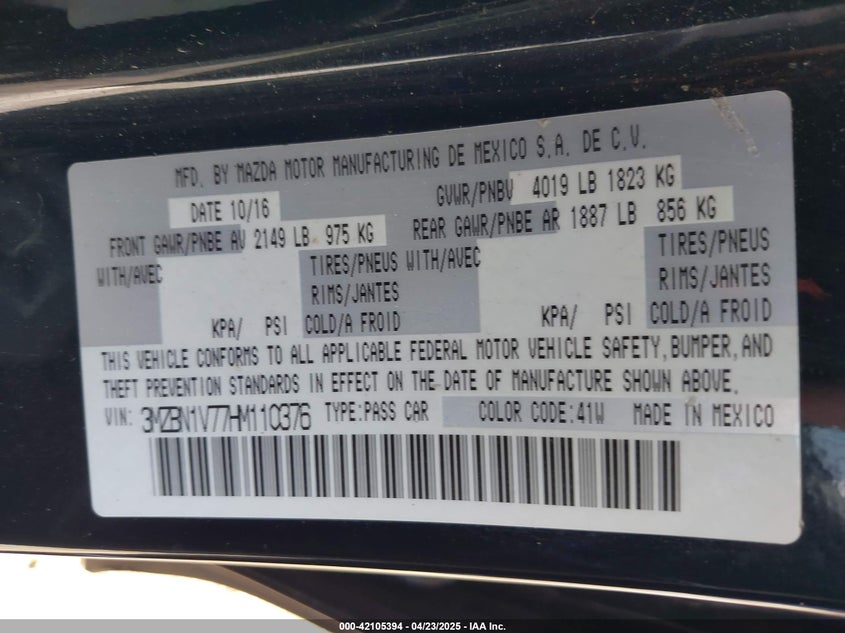 MFD. BY MAZDA MOTOR MANUFACTURING DE MEXICO S.A. DE C.V.
DATE 10/16 GVWR/PNBV 4019 LB 1823 KG
FRONT GAWR/PNBE AV 2149 LB 975 KG REAR GAWR/PNBE AR 1887 LB 856 KG
WITH/AVEC TIRES/PNEUS WITH/AVEC TIRES/PNEUS
RIMS/JANTES RIMS/JANTES
KPA/ PSI COLD/A FROID KPA/ PSI COLD/A FROID
THIS VEHICLE CONFORMS TO ALL APPLICABLE FEDERAL MOTOR VEHICLE SAFETY, BUMPER, AND
THEFT PREVENTION STANDARDS IN EFFECT ON THE DATE OF MANUFACTURE SHOWN ABOVE.
VIN: 3MZBN1V77HM110376 TYPE:PASS CAR COLOR CODE:41W MADE IN MEXICO
000-42105394 - 04/23/2025 - IAA Inc.